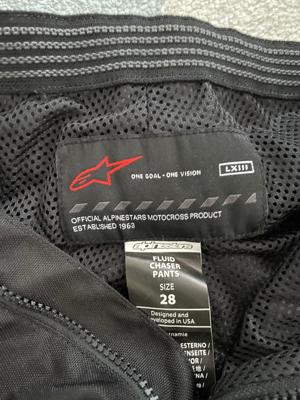 ONE GOAL - ONE VISION
LXIII
OFFICIAL ALPINESTARS MOTOCROSS PRODUCT
ESTABLISHED 1963
alpinestars
FLUID
CHASER
PANTS
SIZE
28
Designed and
developed in USA